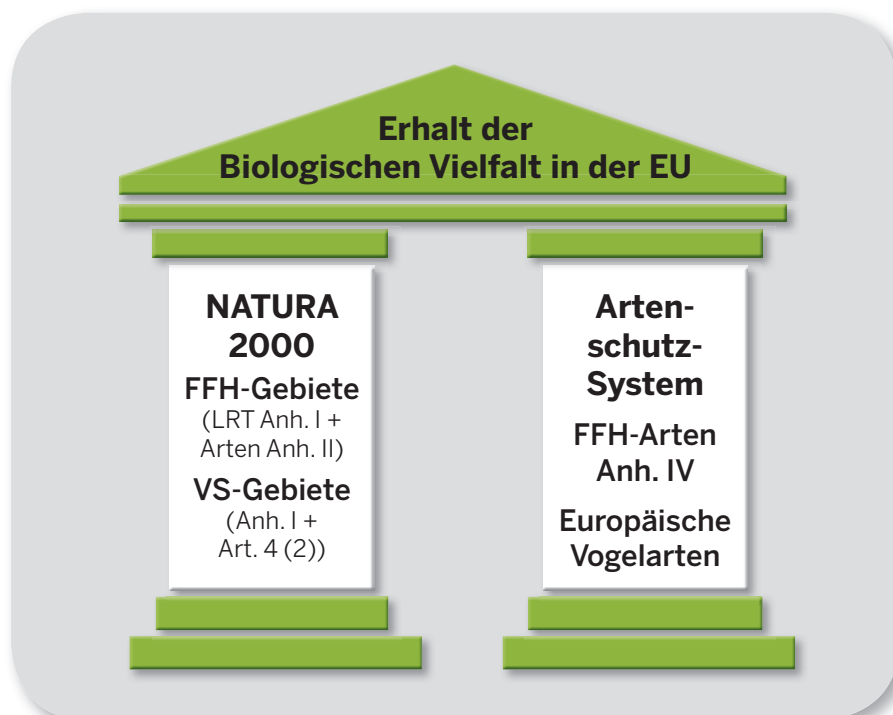 Erhalt der
Biologischen Vielfalt in der EU
NATURA
2000
FFH-Gebiete
(LRT Anh. I +
Arten Anh. II)
VS-Gebiete
(Anh. I +
Art. 4 (2))
Arten-
schutz-
System
FFH-Arten
Anh. IV
Europäische
Vogelarten